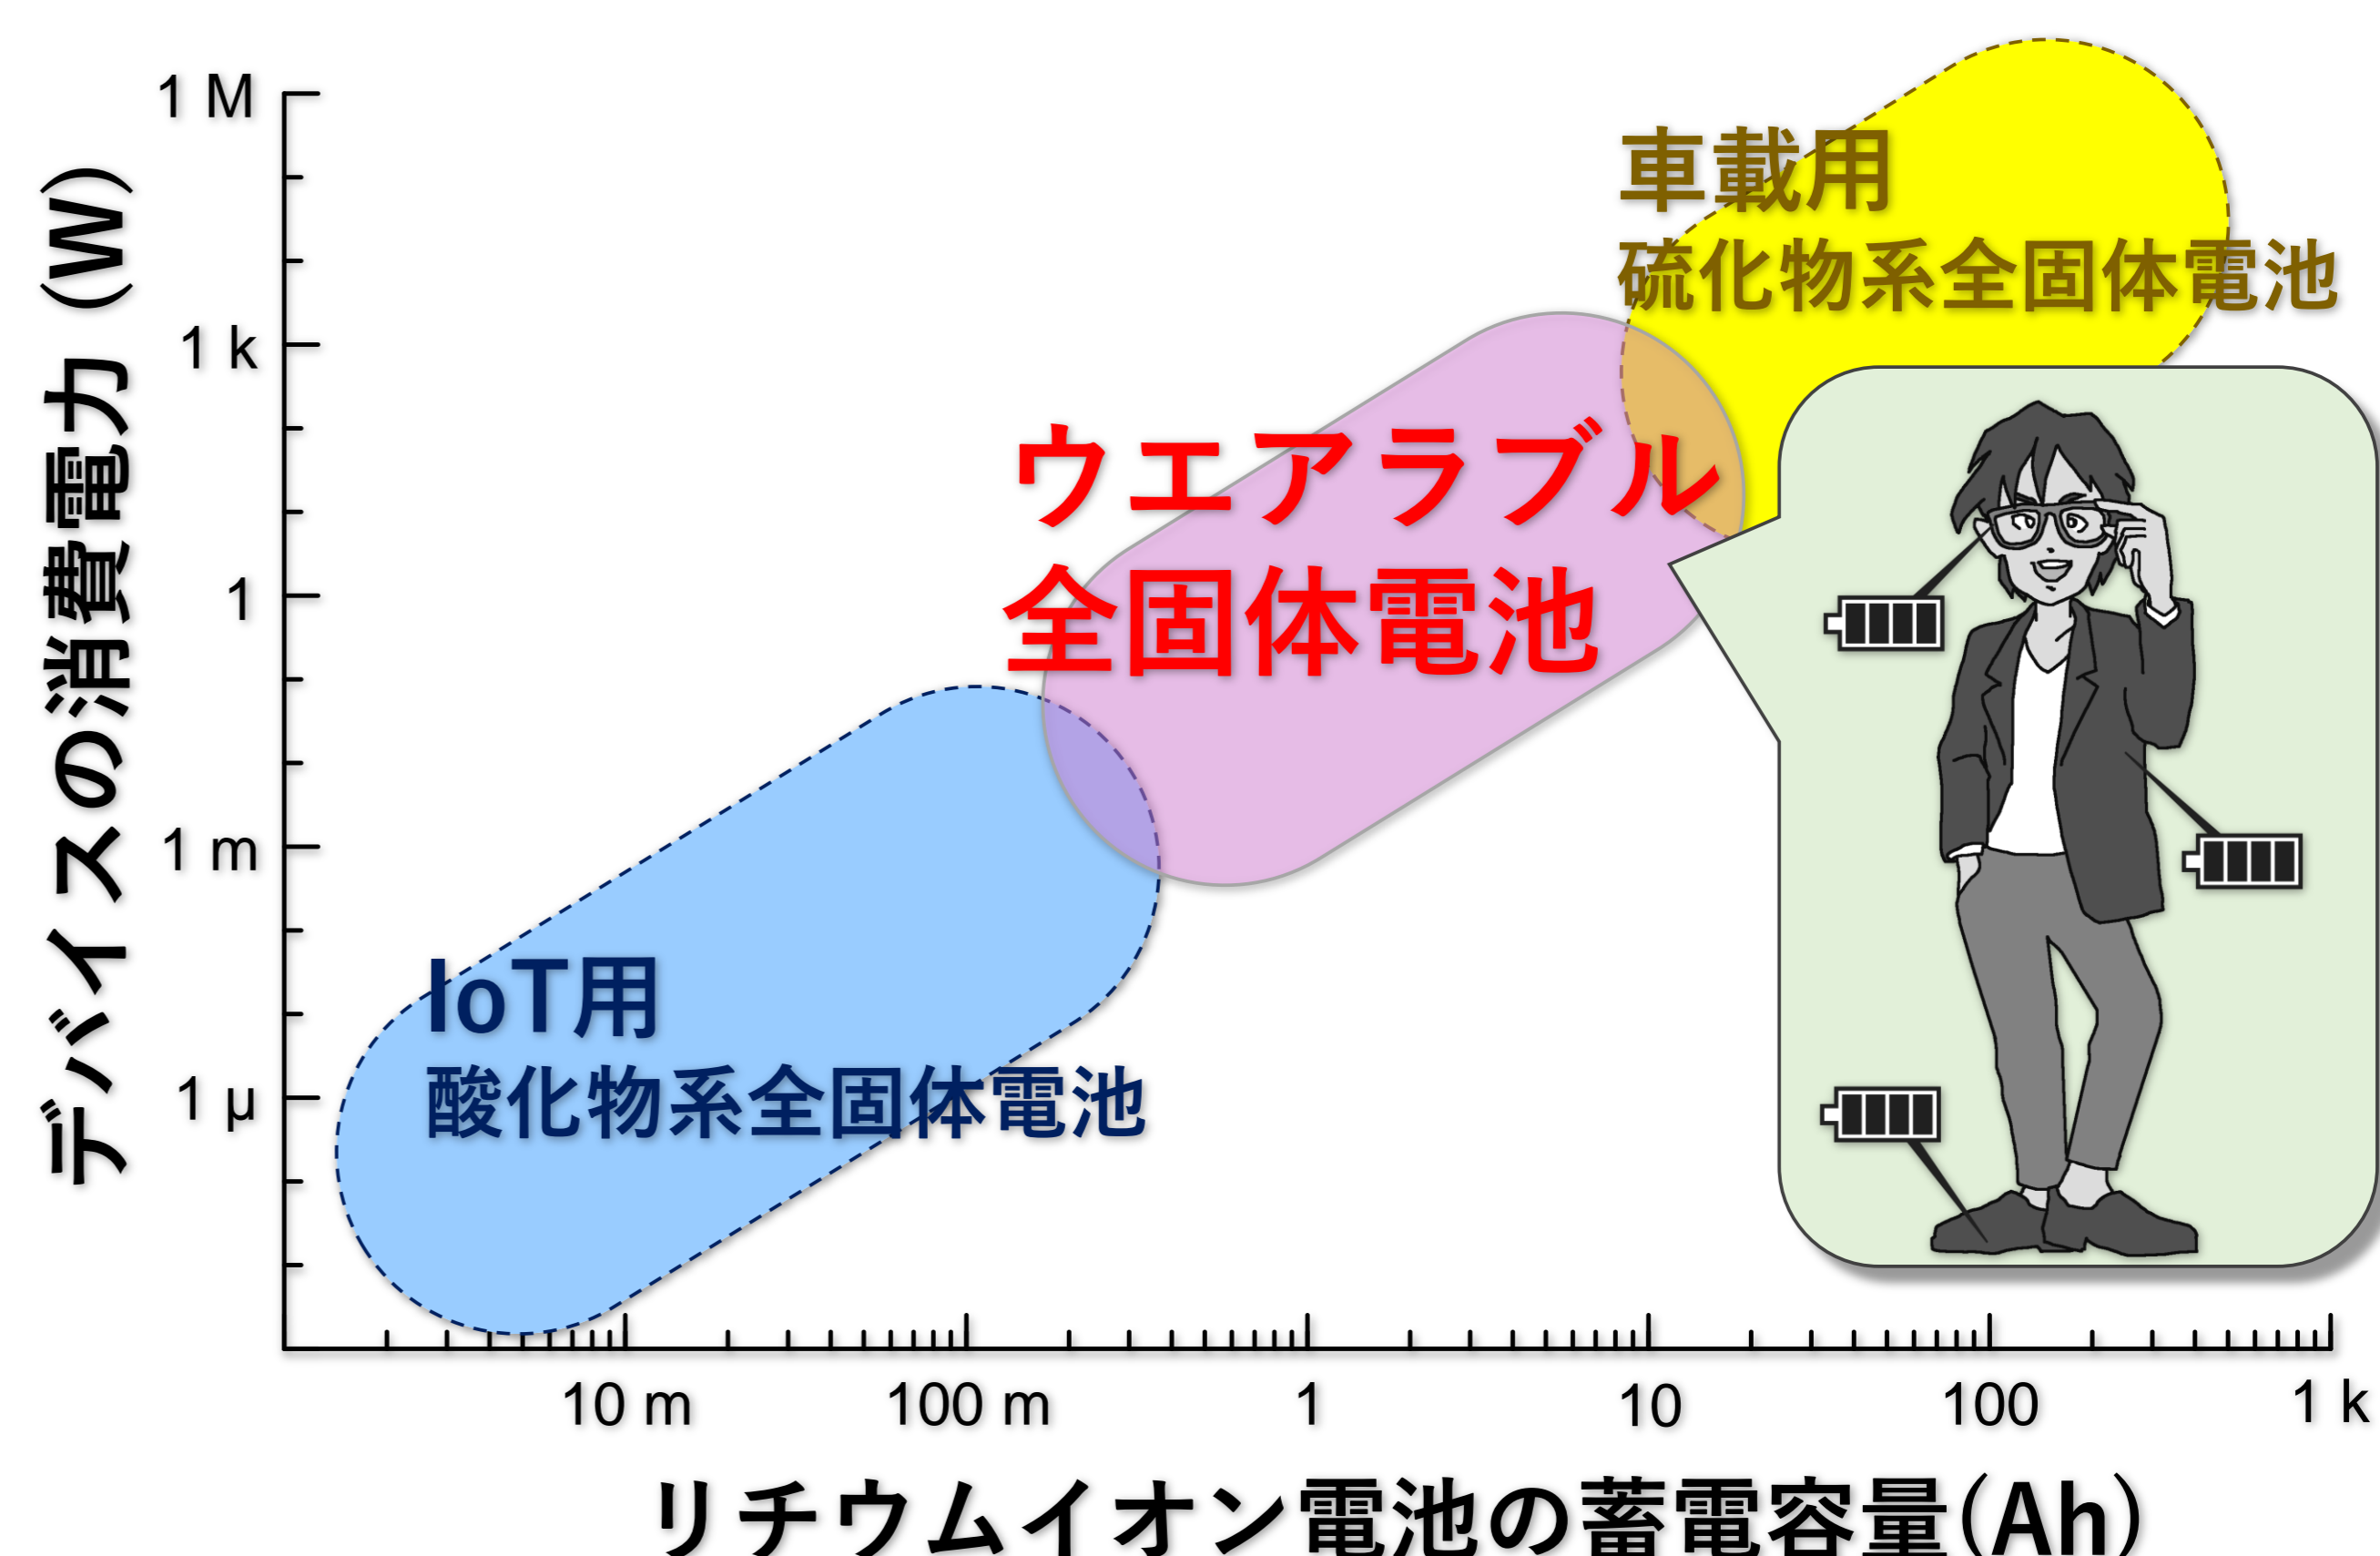 デバイスの消費電力 (W)
1 M
1 k
1
1 m
1 μ
車載用
硫化物系全固体電池
ウエアラブル
全固体電池
IoT用
酸化物系全固体電池
10 m
100 m
1
10
100
1 k
リチウムイオン電池の蓄電容量(Ah)